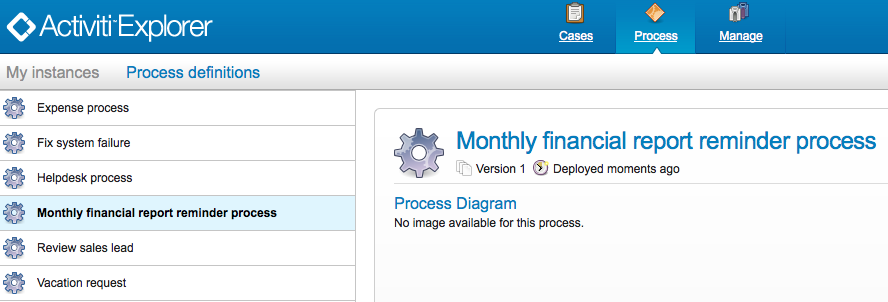 Activiti Explorer
Cases
Process
Manage
My instances
Process definitions
Expense process
Fix system failure
Helpdesk process
Monthly financial report reminder process
Review sales lead
Vacation request
Monthly financial report reminder process
Version 1 Deployed moments ago
Process Diagram
No image available for this process.